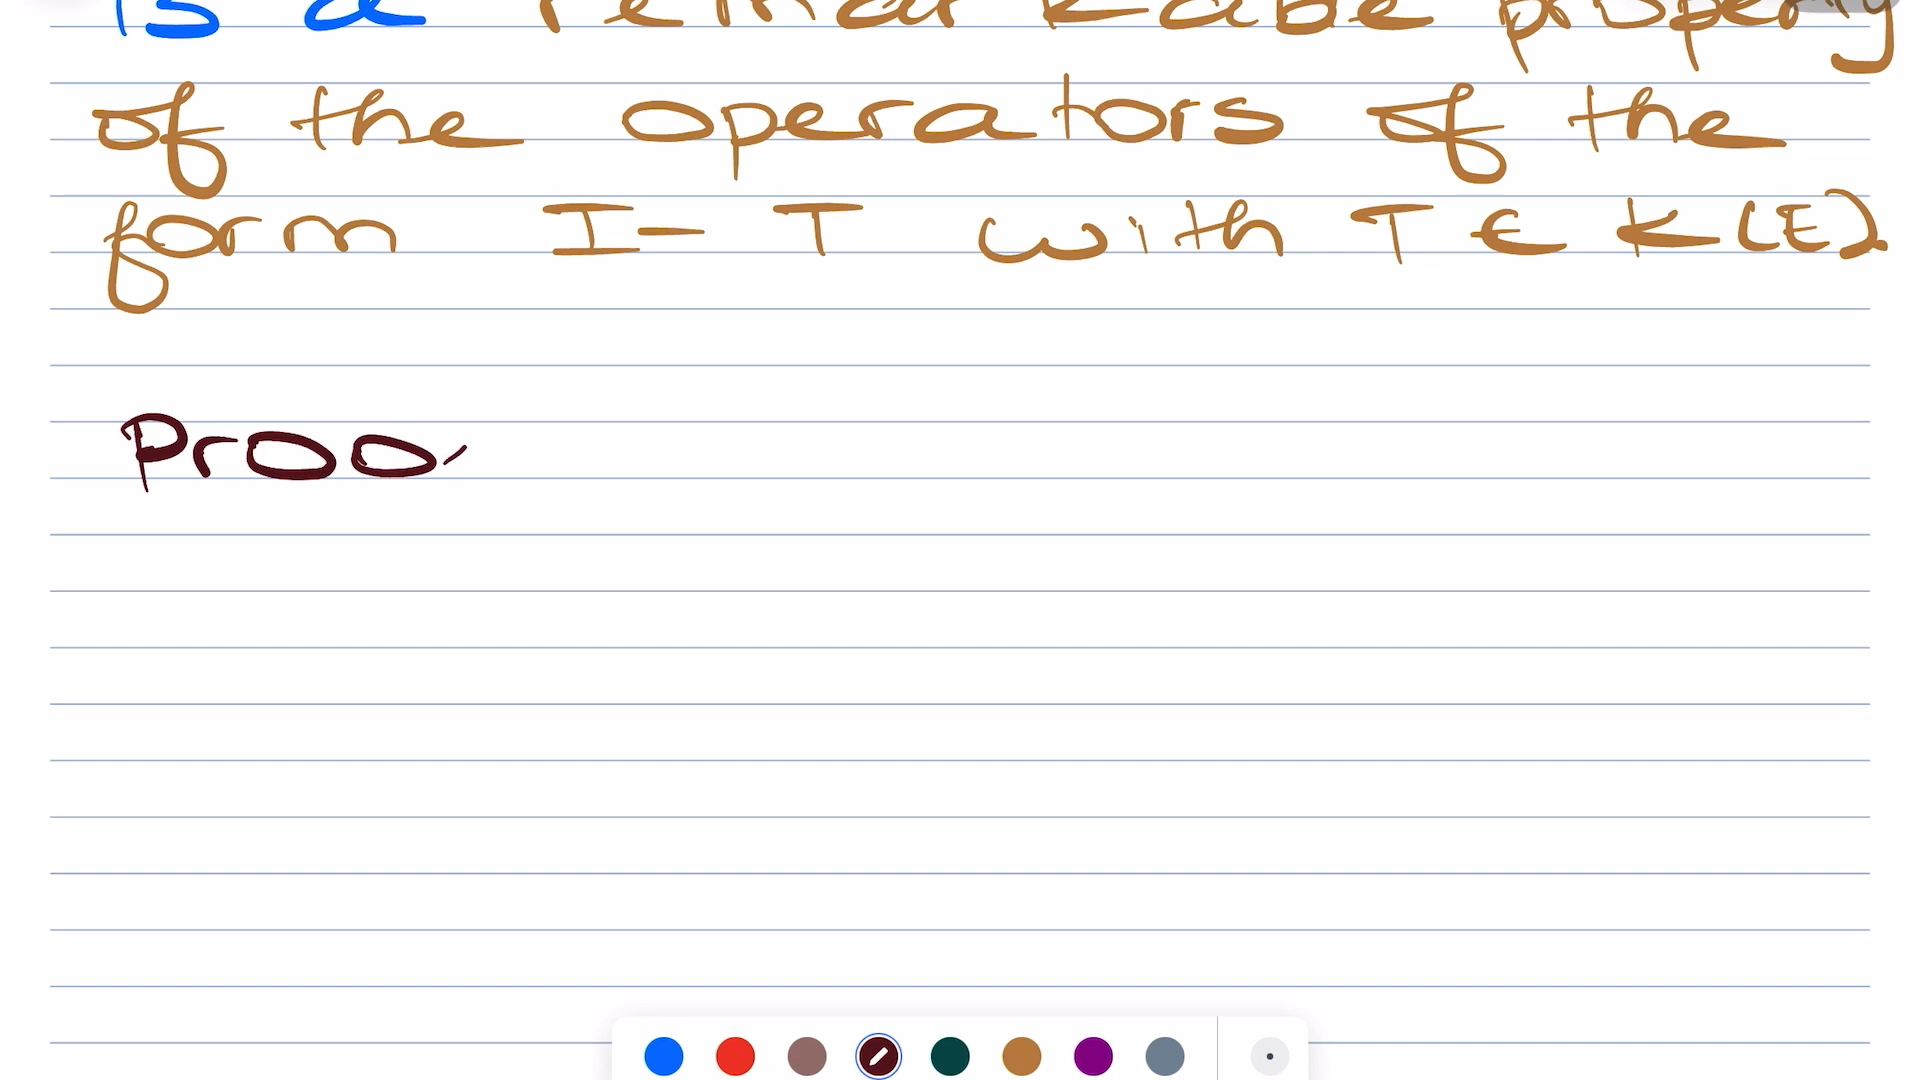 is a remarkable property
of the operators of the
form I - T with T ∈ K(E).
Proo